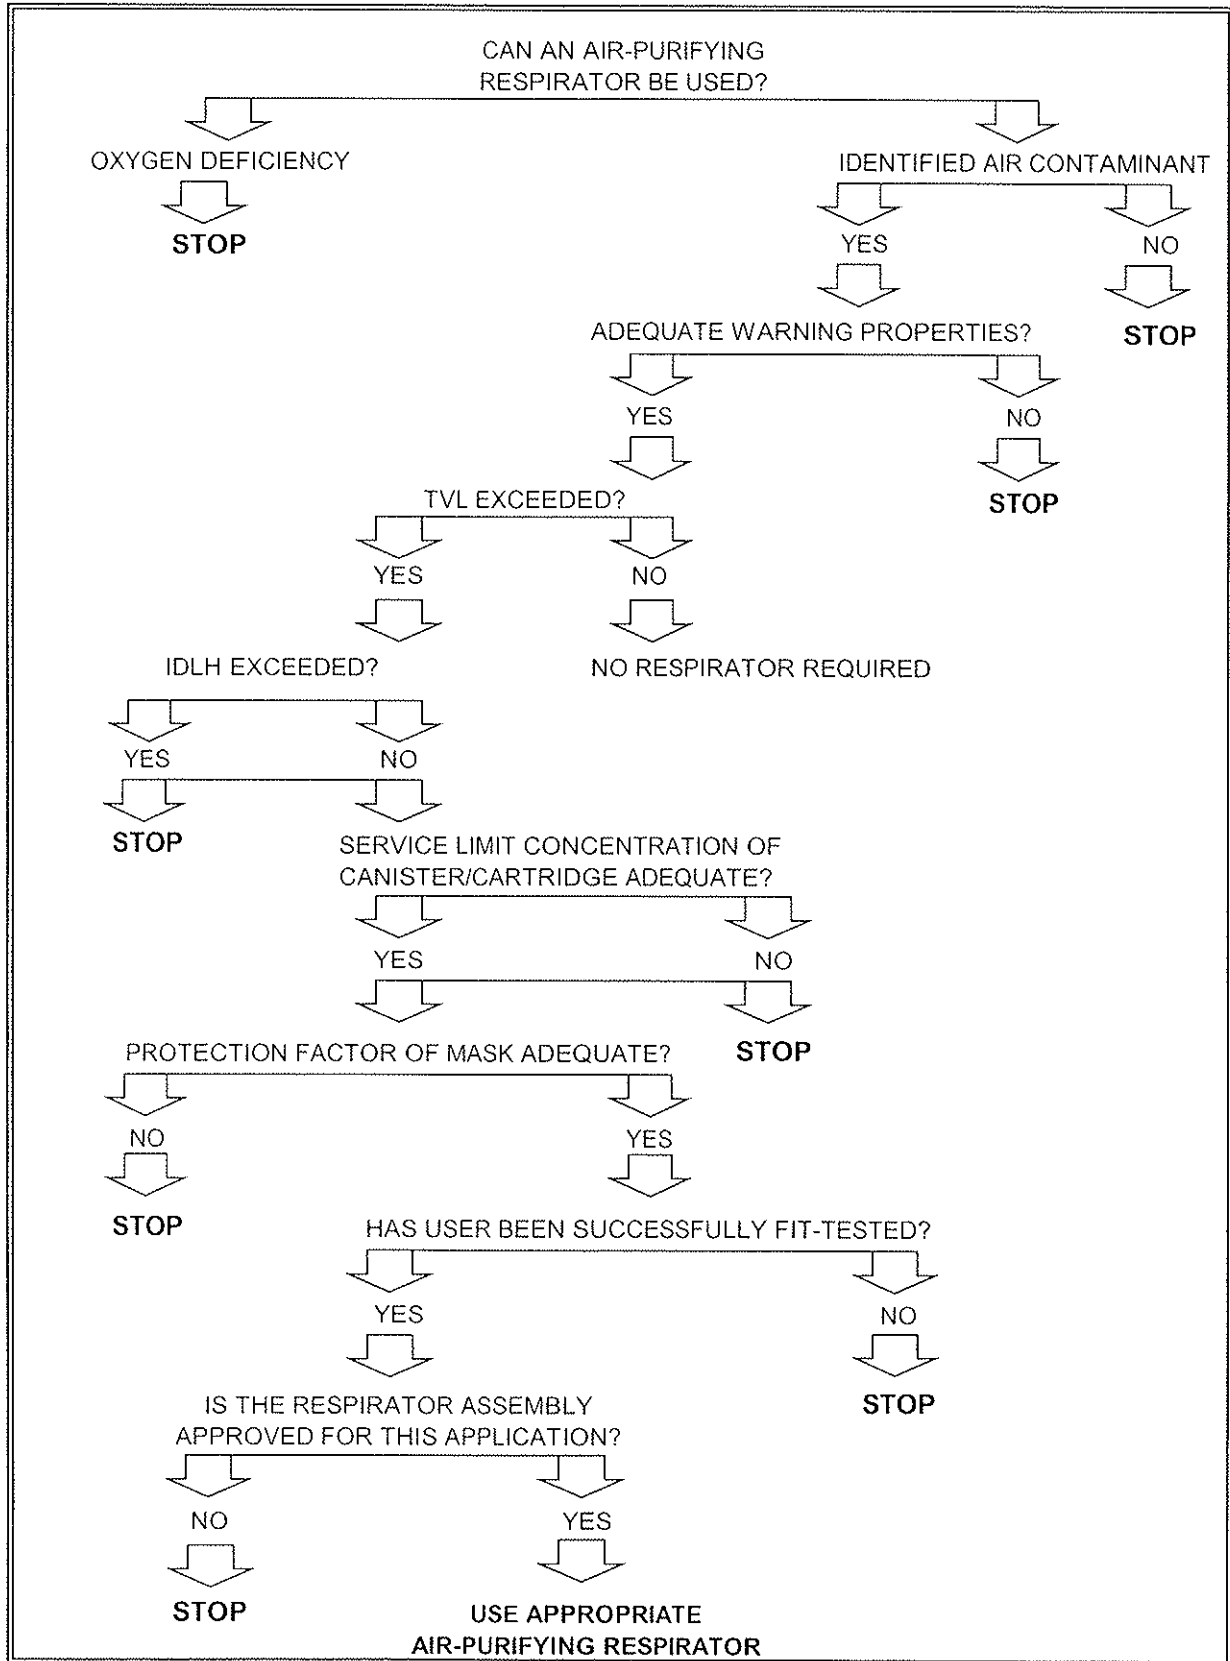 CAN AN AIR-PURIFYING
RESPIRATOR BE USED?
OXYGEN DEFICIENCY
IDENTIFIED AIR CONTAMINANT
STOP
YES
NO
ADEQUATE WARNING PROPERTIES?
STOP
YES
NO
TVL EXCEEDED?
STOP
YES
NO
IDLH EXCEEDED?
NO RESPIRATOR REQUIRED
YES
NO
STOP
SERVICE LIMIT CONCENTRATION OF
CANISTER/CARTRIDGE ADEQUATE?
YES
NO
PROTECTION FACTOR OF MASK ADEQUATE?
STOP
NO
YES
STOP
HAS USER BEEN SUCCESSFULLY FIT-TESTED?
YES
NO
IS THE RESPIRATOR ASSEMBLY
APPROVED FOR THIS APPLICATION?
STOP
NO
YES
STOP
USE APPROPRIATE
AIR-PURIFYING RESPIRATOR